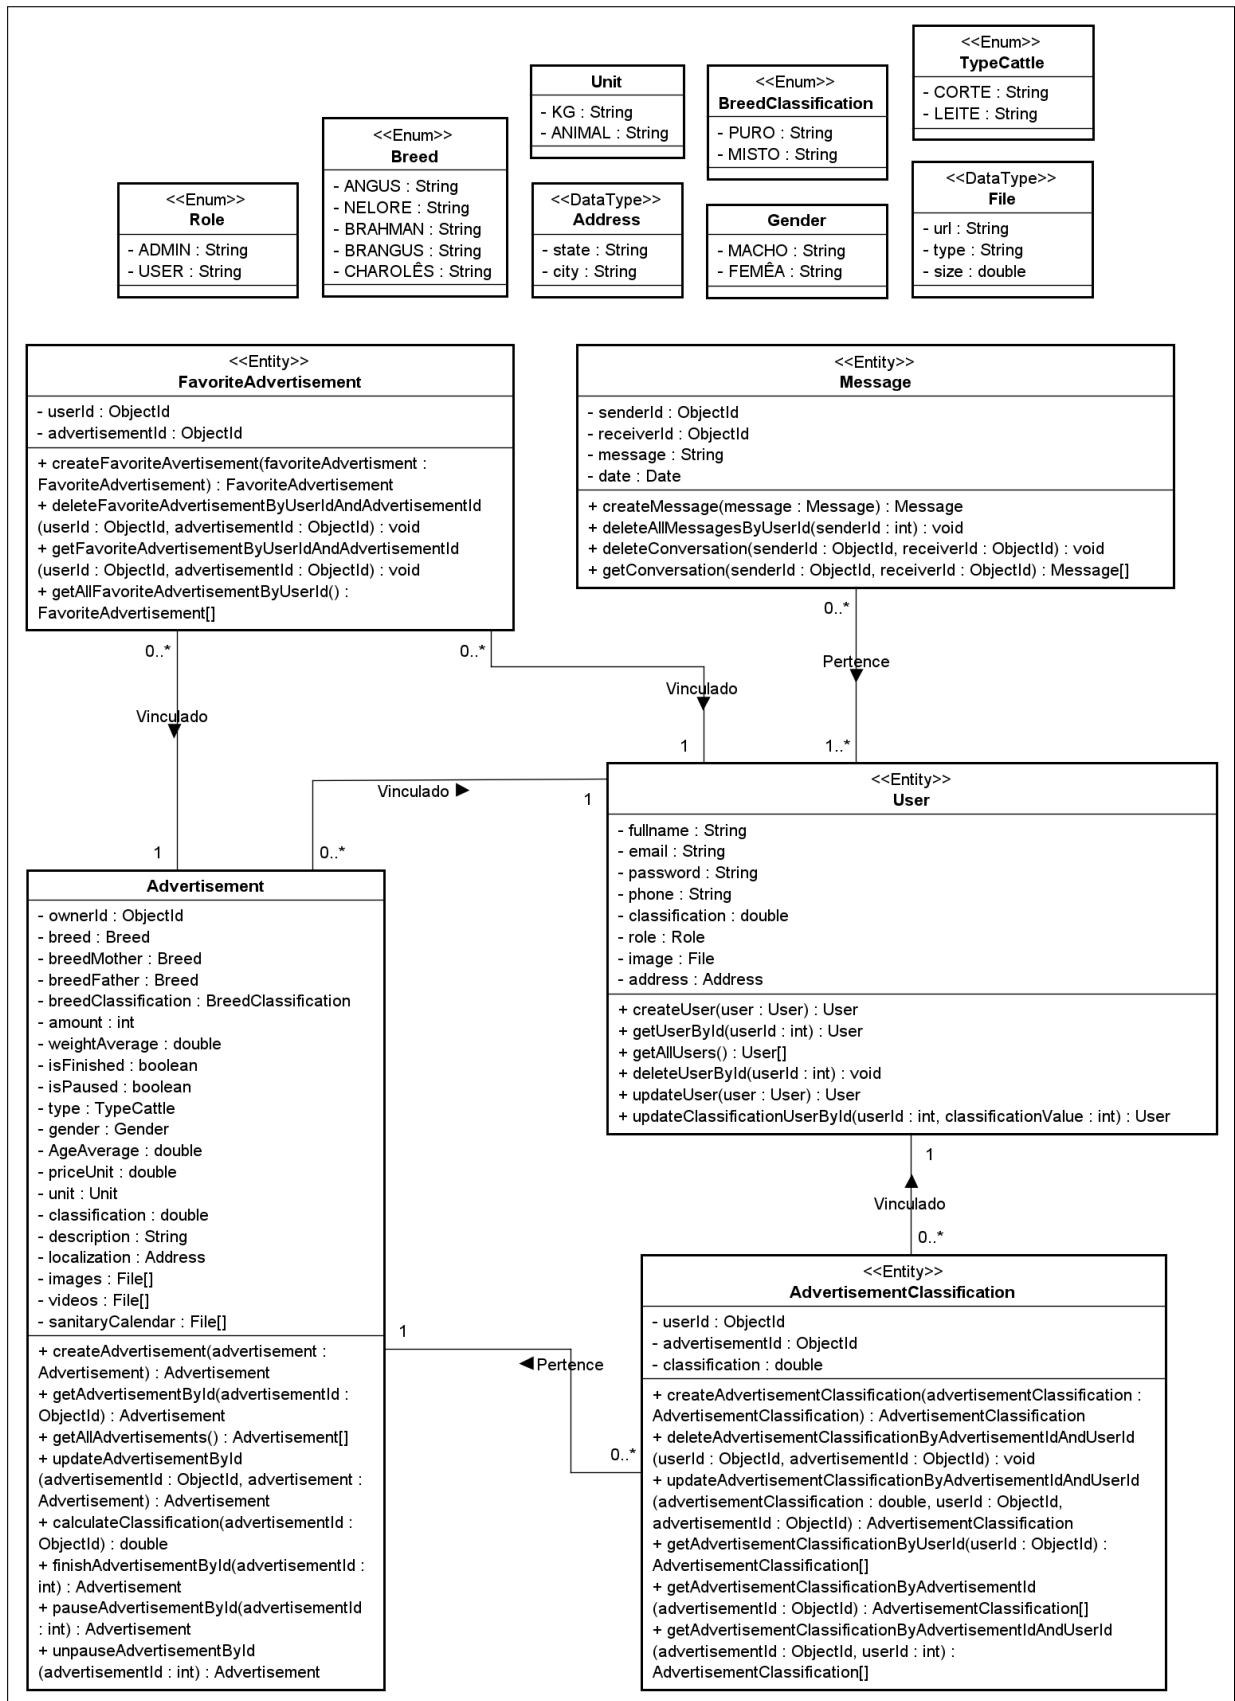 <<Enum>>
TypeCattle
- CORTE : String
- LEITE : String
Unit
- KG : String
- ANIMAL : String
<<Enum>>
BreedClassification
- PURO : String
- MISTO : String
<<Enum>>
Breed
- ANGUS : String
- NELORE : String
- BRAHMAN : String
- BRANGUS : String
- CHAROLÊS : String
<<Enum>>
Role
- ADMIN : String
- USER : String
<<DataType>>
Address
- state : String
- city : String
Gender
- MACHO : String
- FEMÊA : String
<<DataType>>
File
- url : String
- type : String
- size : double
<<Entity>>
FavoriteAdvertisement
- userId : ObjectId
- advertisementId : ObjectId
+ createFavoriteAvertisement(favoriteAdvertisment :
FavoriteAdvertisement) : FavoriteAdvertisement
+ deleteFavoriteAdvertisementByUserIdAndAdvertisementId
(userId : ObjectId, advertisementId : ObjectId) : void
+ getFavoriteAdvertisementByUserIdAndAdvertisementId
(userId : ObjectId, advertisementId : ObjectId) : void
+ getAllFavoriteAdvertisementByUserId() :
FavoriteAdvertisement[]
<<Entity>>
Message
- senderId : ObjectId
- receiverId : ObjectId
- message : String
- date : Date
+ createMessage(message : Message) : Message
+ deleteAllMessagesByUserId(senderId : int) : void
+ deleteConversation(senderId : ObjectId, receiverId : ObjectId) : void
+ getConversation(senderId : ObjectId, receiverId : ObjectId) : Message[]
0..*
0..*
0..*
Pertence
Vinculado
Vinculado
1
1..*
Vinculado
1
1
0..*
<<Entity>>
User
- fullname : String
- email : String
- password : String
- phone : String
- classification : double
- role : Role
- image : File
- address : Address
+ createUser(user : User) : User
+ getUserById(userId : int) : User
+ getAllUsers() : User[]
+ deleteUserById(userId : int) : void
+ updateUser(user : User) : User
+ updateClassificationUserById(userId : int, classificationValue : int) : User
Advertisement
- ownerId : ObjectId
- breed : Breed
- breedMother : Breed
- breedFather : Breed
- breedClassification : BreedClassification
- amount : int
- weightAverage : double
- isFinished : boolean
- isPaused : boolean
- type : TypeCattle
- gender : Gender
- AgeAverage : double
- priceUnit : double
- unit : Unit
- classification : double
- description : String
- localization : Address
- images : File[]
- videos : File[]
- sanitaryCalendar : File[]
+ createAdvertisement(advertisement :
Advertisement) : Advertisement
+ getAdvertisementById(advertisementId :
ObjectId) : Advertisement
+ getAllAdvertisements() : Advertisement[]
+ updateAdvertisementById
(advertisementId : ObjectId, advertisement :
Advertisement) : Advertisement
+ calculateClassification(advertisementId :
ObjectId) : double
+ finishAdvertisementById(advertisementId :
int) : Advertisement
+ pauseAdvertisementById(advertisementId
: int) : Advertisement
+ unpauseAdvertisementById
(advertisementId : int) : Advertisement
1
Vinculado
0..*
1
Pertence
0..*
<<Entity>>
AdvertisementClassification
- userId : ObjectId
- advertisementId : ObjectId
- classification : double
+ createAdvertisementClassification(advertisementClassification :
AdvertisementClassification) : AdvertisementClassification
+ deleteAdvertisementClassificationByAdvertisementIdAndUserId
(userId : ObjectId, advertisementId : ObjectId) : void
+ updateAdvertisementClassificationByAdvertisementIdAndUserId
(advertisementClassification : double, userId : ObjectId,
advertisementId : ObjectId) : AdvertisementClassification
+ getAdvertisementClassificationByUserId(userId : ObjectId) :
AdvertisementClassification[]
+ getAdvertisementClassificationByAdvertisementId
(advertisementId : ObjectId) : AdvertisementClassification[]
+ getAdvertisementClassificationByAdvertisementIdAndUserId
(advertisementId : ObjectId, userId : int) :
AdvertisementClassification[]